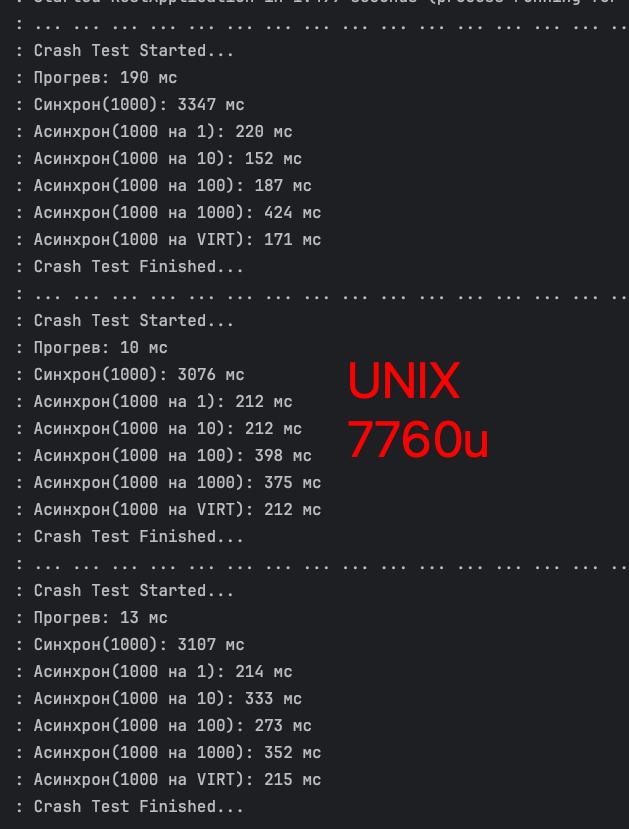 : Started RestApplication in 1.497 seconds (process running for
: ... ... ... ... ... ... ... ... ... ... ... ... ... ... ... ..
: Crash Test Started...
: Прогрев: 190 мс
: Синхрон(1000): 3347 мс
: Асинхрон(1000 на 1): 220 мс
: Асинхрон(1000 на 10): 152 мс
: Асинхрон(1000 на 100): 187 мс
: Асинхрон(1000 на 1000): 424 мс
: Асинхрон(1000 на VIRT): 171 мс
: Crash Test Finished...
: ... ... ... ... ... ... ... ... ... ... ... ... ... ... ... ..
: Crash Test Started...
: Прогрев: 10 мс
: Синхрон(1000): 3076 мс
: Асинхрон(1000 на 1): 212 мс
: Асинхрон(1000 на 10): 212 мс
: Асинхрон(1000 на 100): 398 мс
: Асинхрон(1000 на 1000): 375 мс
: Асинхрон(1000 на VIRT): 212 мс
: Crash Test Finished...
UNIX
7760u
: ... ... ... ... ... ... ... ... ... ... ... ... ... ... ... ..
: Crash Test Started...
: Прогрев: 13 мс
: Синхрон(1000): 3107 мс
: Асинхрон(1000 на 1): 214 мс
: Асинхрон(1000 на 10): 333 мс
: Асинхрон(1000 на 100): 273 мс
: Асинхрон(1000 на 1000): 352 мс
: Асинхрон(1000 на VIRT): 215 мс
: Crash Test Finished...